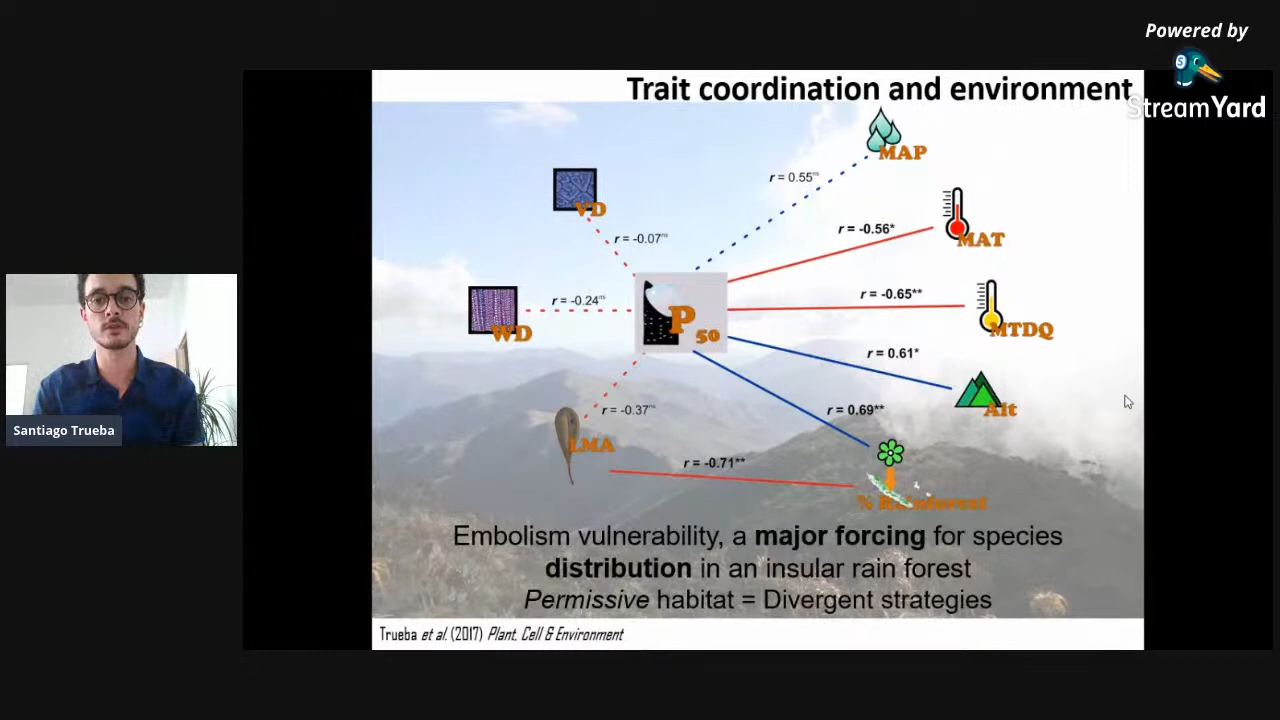 Powered by
StreamYard
Trait coordination and environment
MAP
r = 0.55ns
VD
r = -0.07ns
MAT
r = -0.56*
WD
r = -0.24ns
P50
r = -0.65**
MTDQ
r = 0.61*
Alt
r = 0.69**
LMA
r = -0.37ns
r = -0.71**
% Rainforest
Embolism vulnerability, a major forcing for species
distribution in an insular rain forest
Permissive habitat = Divergent strategies
Trueba et al. (2017) Plant, Cell & Environment
Santiago Trueba